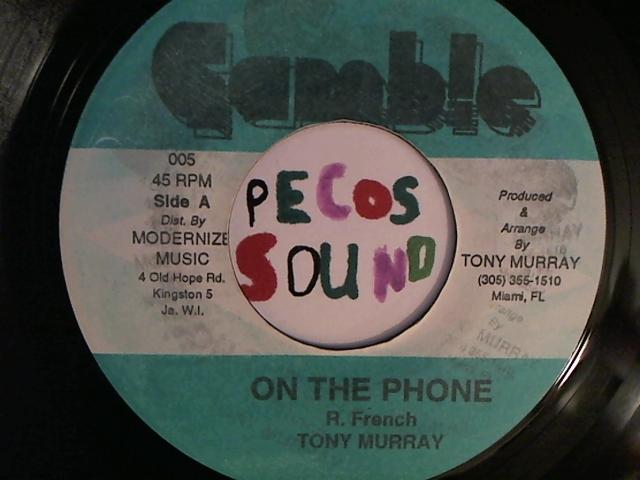 Gamble
005
45 RPM
Side A
Dist. By
MODERNIZE
MUSIC
4 Old Hope Rd.
Kingston 5
Ja. W.I.
PECOS
SOUND
Produced
&
Arrange
By
TONY MURRAY
(305) 355-1510
Miami, FL
ON THE PHONE
R. French
TONY MURRAY